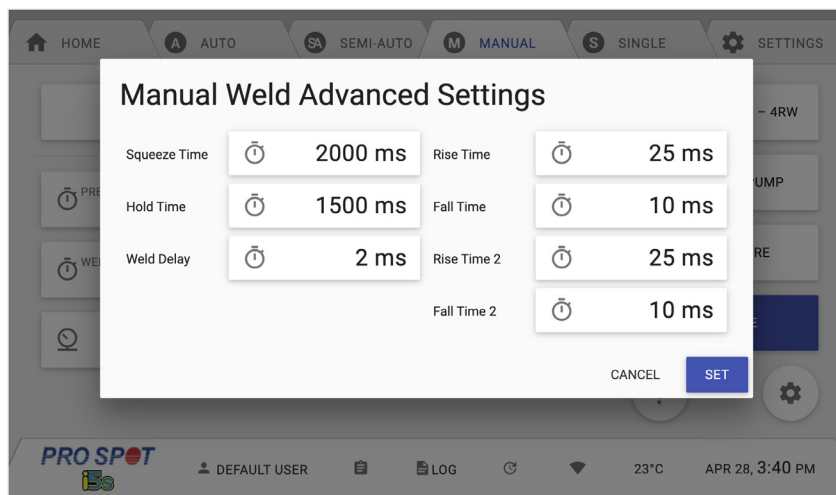 HOME
A AUTO
SA SEMI-AUTO
M MANUAL
S SINGLE
SETTINGS
Manual Weld Advanced Settings
– 4RW
Squeeze Time 2000 ms Rise Time 25 ms
PRE
UMP
Hold Time 1500 ms Fall Time 10 ms
WE
RE
Weld Delay 2 ms Rise Time 2 25 ms
Fall Time 2 10 ms
E
CANCEL SET
PRO SPOT
i5s
DEFAULT USER
LOG
23°C
APR 28, 3:40 PM